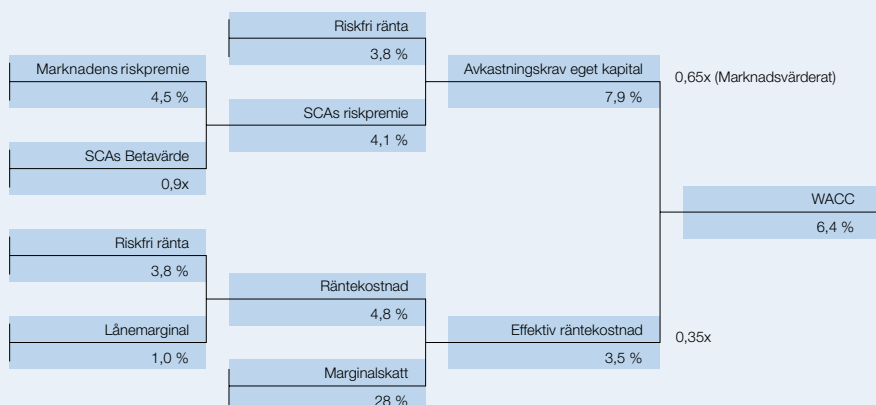 Riskfri ränta
3,8 %
Marknadens riskpremie
4,5 %
SCAs riskpremie
4,1 %
SCAs Betavärde
0,9x
Avkastningskrav eget kapital
7,9 %
0,65x (Marknadsvärderat)
WACC
6,4 %
Riskfri ränta
3,8 %
Räntekostnad
4,8 %
Lånemarginal
1,0 %
Effektiv räntekostnad
3,5 %
0,35x
Marginalskatt
28 %